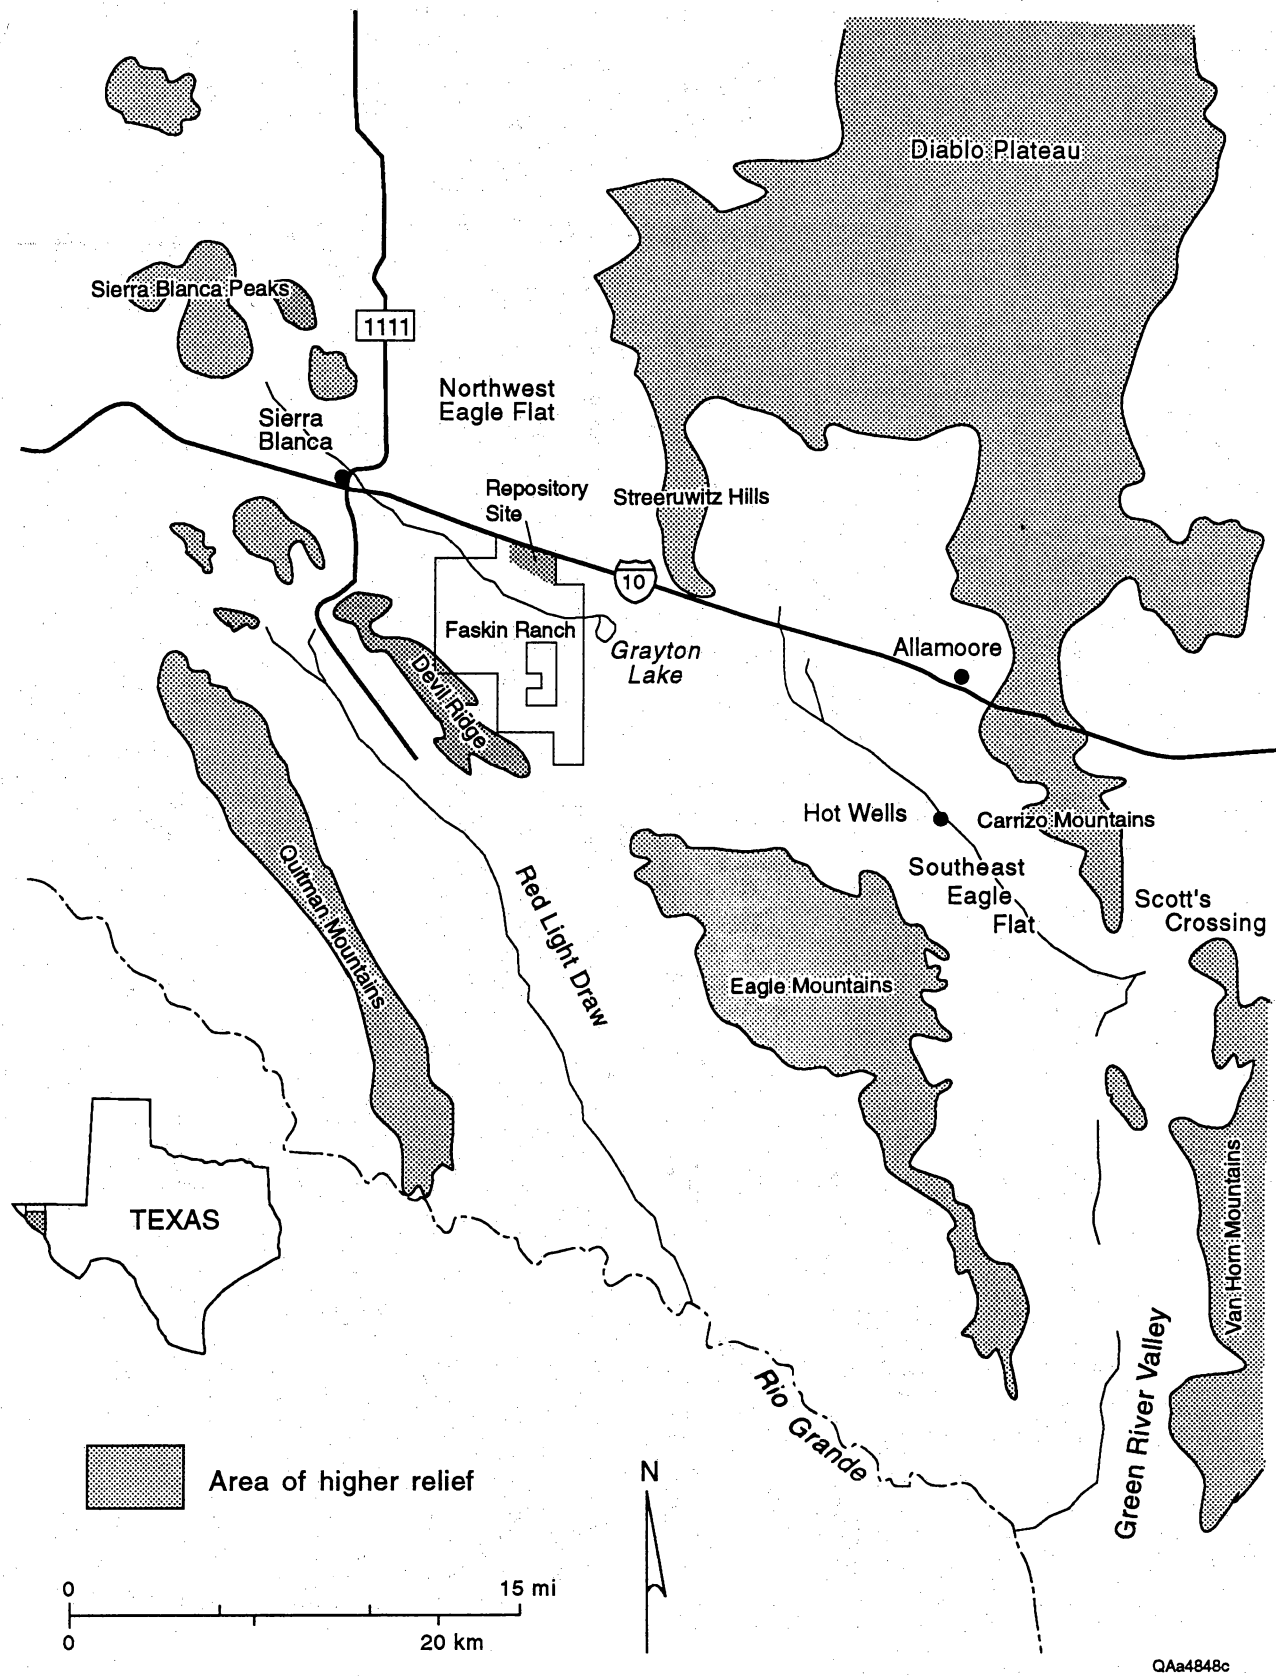 Diablo Plateau
Sierra Blanca Peaks
1111
Northwest
Eagle Flat
Sierra
Blanca
Repository
Site
Streeruwitz Hills
10
Faskin Ranch
Grayton
Lake
Allamoore
Devil Ridge
Hot Wells
Carrizo Mountains
Southeast
Eagle
Flat
Scott's
Crossing
Quitman Mountains
Red Light Draw
Eagle Mountains
Van Horn Mountains
TEXAS
Rio Grande
Green River Valley
Area of higher relief
N
0 15 mi
0 20 km
QAa4848c